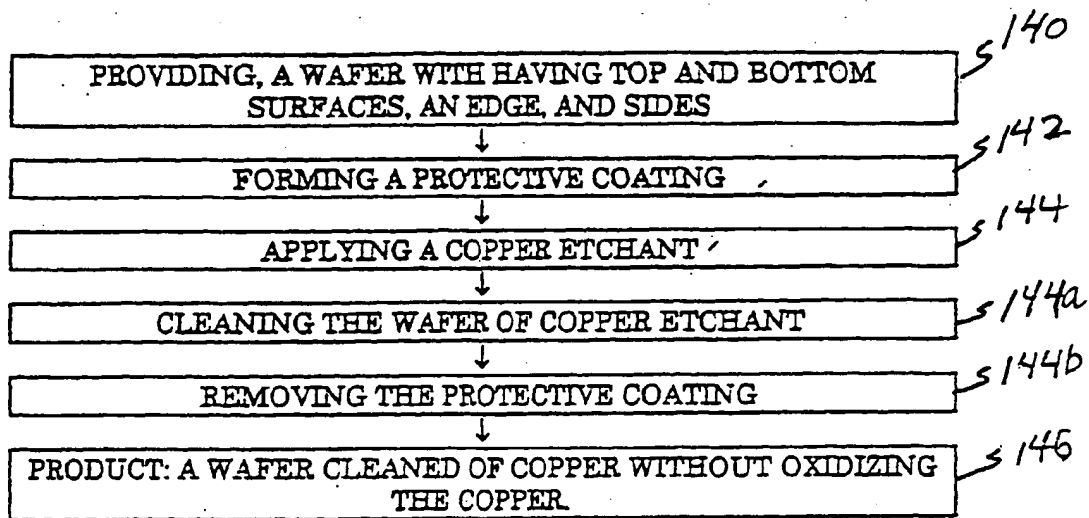 140
PROVIDING, A WAFER WITH HAVING TOP AND BOTTOM
SURFACES, AN EDGE, AND SIDES
142
FORMING A PROTECTIVE COATING
144
APPLYING A COPPER ETCHANT
144a
CLEANING THE WAFER OF COPPER ETCHANT
144b
REMOVING THE PROTECTIVE COATING
146
PRODUCT: A WAFER CLEANED OF COPPER WITHOUT OXIDIZING
THE COPPER.